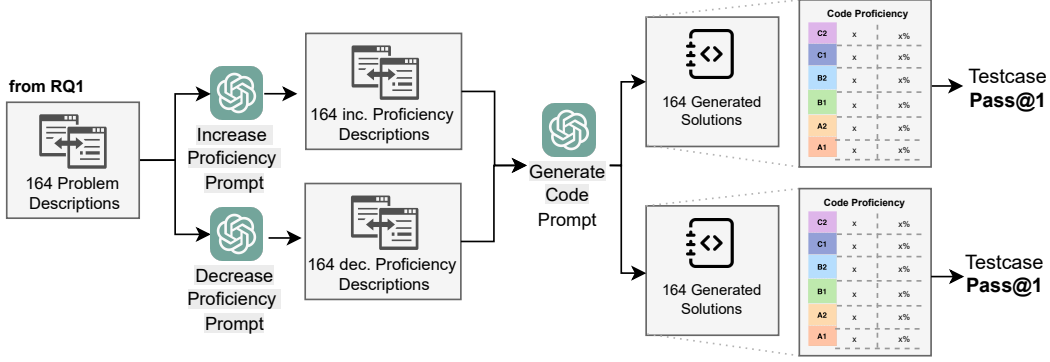 from RQ1
164 Problem
Descriptions
Increase
Proficiency
Prompt
Decrease
Proficiency
Prompt
164 inc. Proficiency
Descriptions
164 dec. Proficiency
Descriptions
Generate
Code
Prompt
164 Generated
Solutions
164 Generated
Solutions
Code Proficiency
C2 x x%
C1 x x%
B2 x x%
B1 x x%
A2 x x%
A1 x x%
Testcase
Pass@1
Code Proficiency
C2 x x%
C1 x x%
B2 x x%
B1 x x%
A2 x x%
A1 x x%
Testcase
Pass@1